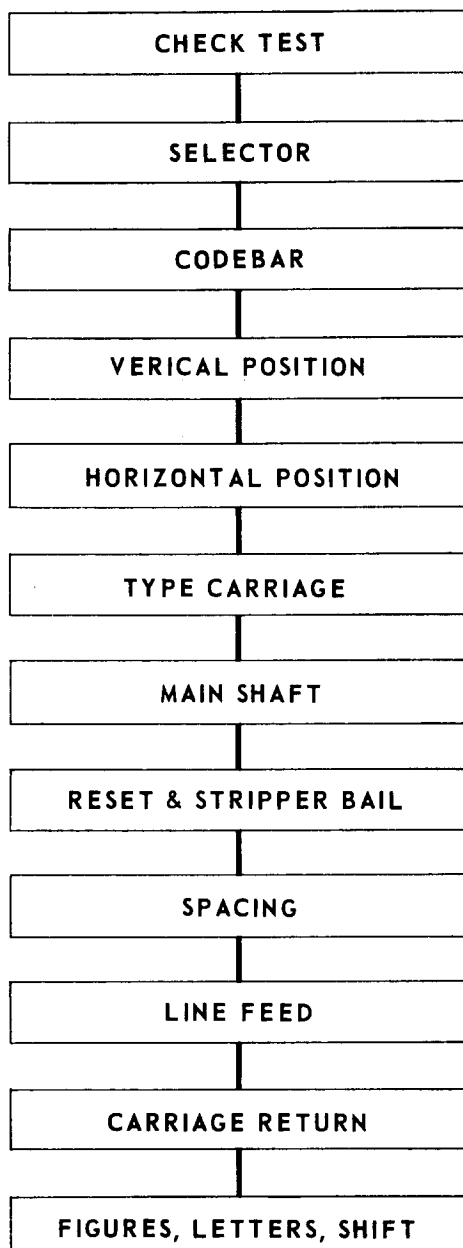 CHECK TEST
SELECTOR
CODEBAR
VERICAL POSITION
HORIZONTAL POSITION
TYPE CARRIAGE
MAIN SHAFT
RESET & STRIPPER BAIL
SPACING
LINE FEED
CARRIAGE RETURN
FIGURES, LETTERS, SHIFT